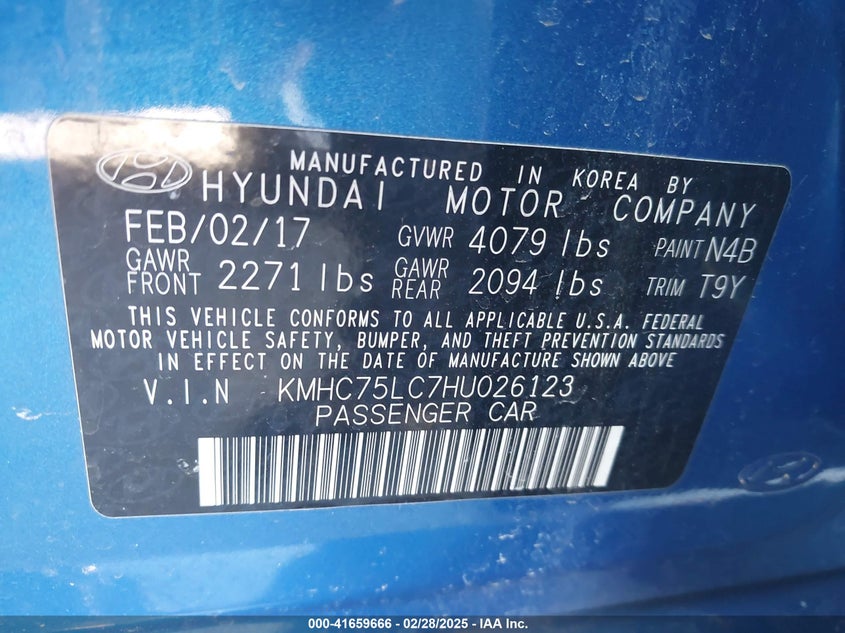 MANUFACTURED IN KOREA BY
HYUNDAI MOTOR COMPANY
FEB/02/17 GVWR 4079 lbs PAINT N4B
GAWR FRONT 2271 lbs GAWR REAR 2094 lbs TRIM T9Y
THIS VEHICLE CONFORMS TO ALL APPLICABLE U.S.A. FEDERAL
MOTOR VEHICLE SAFETY, BUMPER, AND THEFT PREVENTION STANDARDS
IN EFFECT ON THE DATE OF MANUFACTURE SHOWN ABOVE
V.I.N KMHC75LC7HU026123
PASSENGER CAR
000-41659666 - 02/28/2025 - IAA Inc.